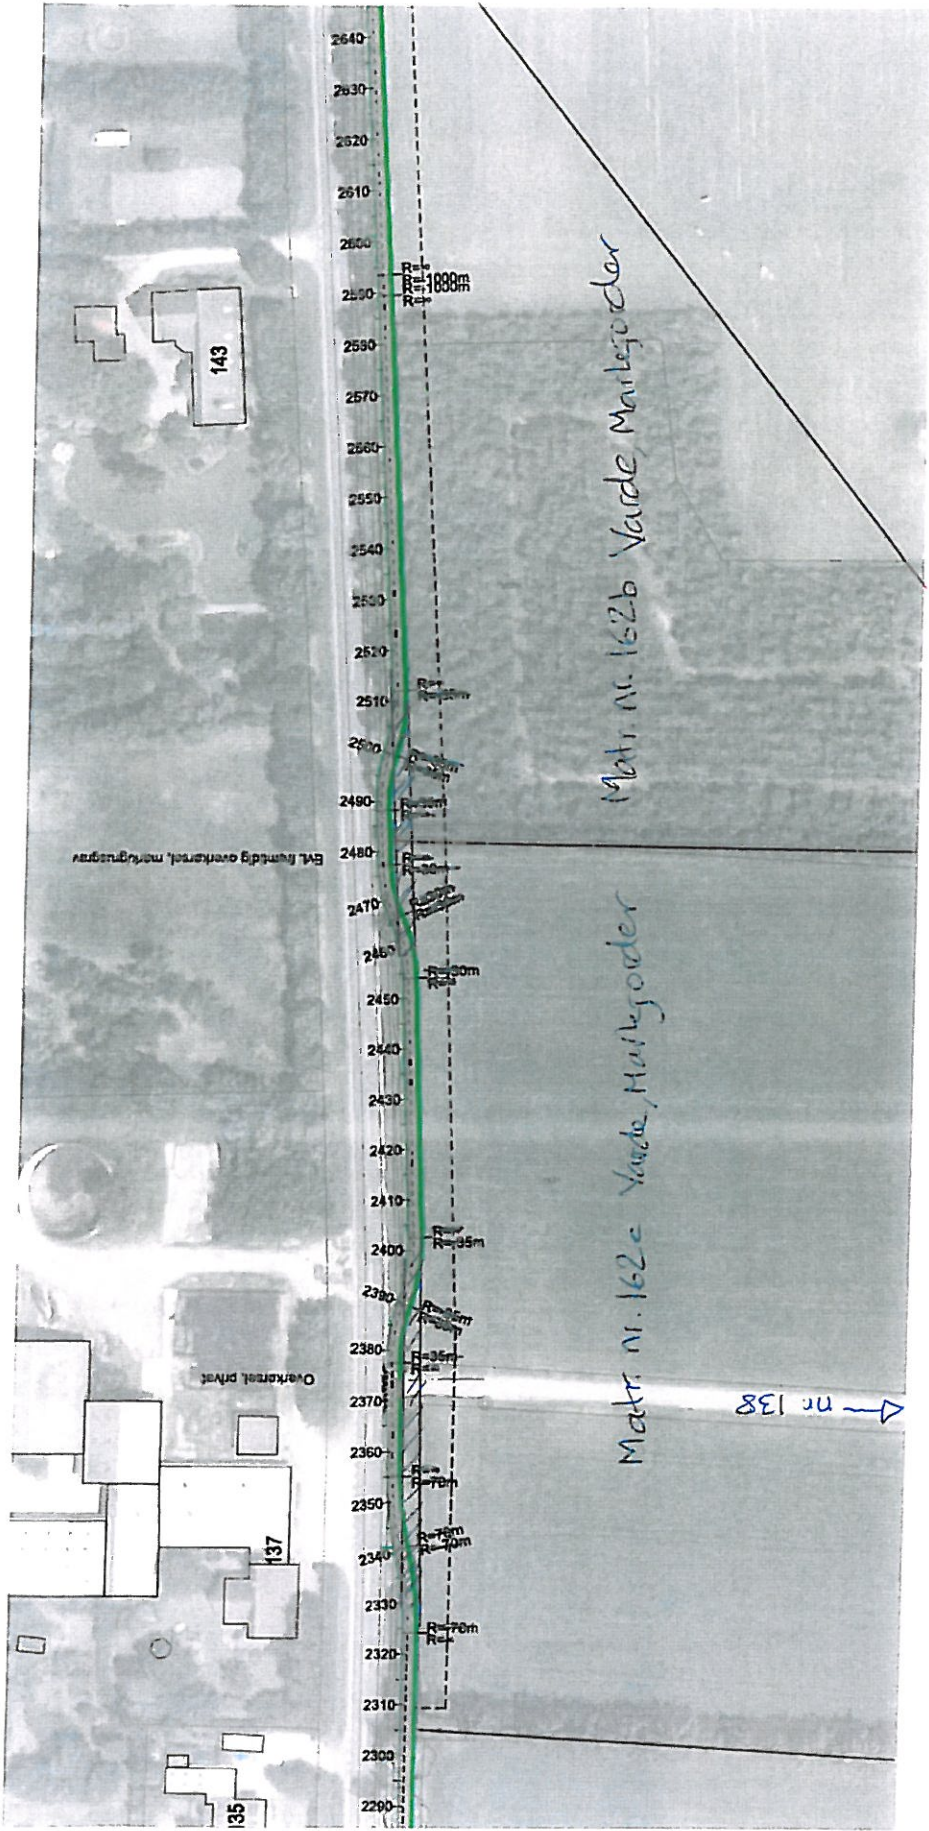 2640
2630
2620
2610
2600
2590
2580
2570
2560
2550
2540
2530
2520
2510
2500
2490
2480
2470
2460
2450
2440
2430
2420
2410
2400
2390
2380
2370
2360
2350
2340
2330
2320
2310
2300
2290
143
137
135
Evt. fremtidig overkørsel, markgrusgrav
Overkørsel, privat
R=1000m
R=1000m
R=30m
R=30m
R=35m
R=35m
R=35m
R=70m
R=70m
R=70m
R=70m
Matr. nr. 162b Varde, Markjorder
Matr. nr. 162c Varde, Markjorder
nr. 138